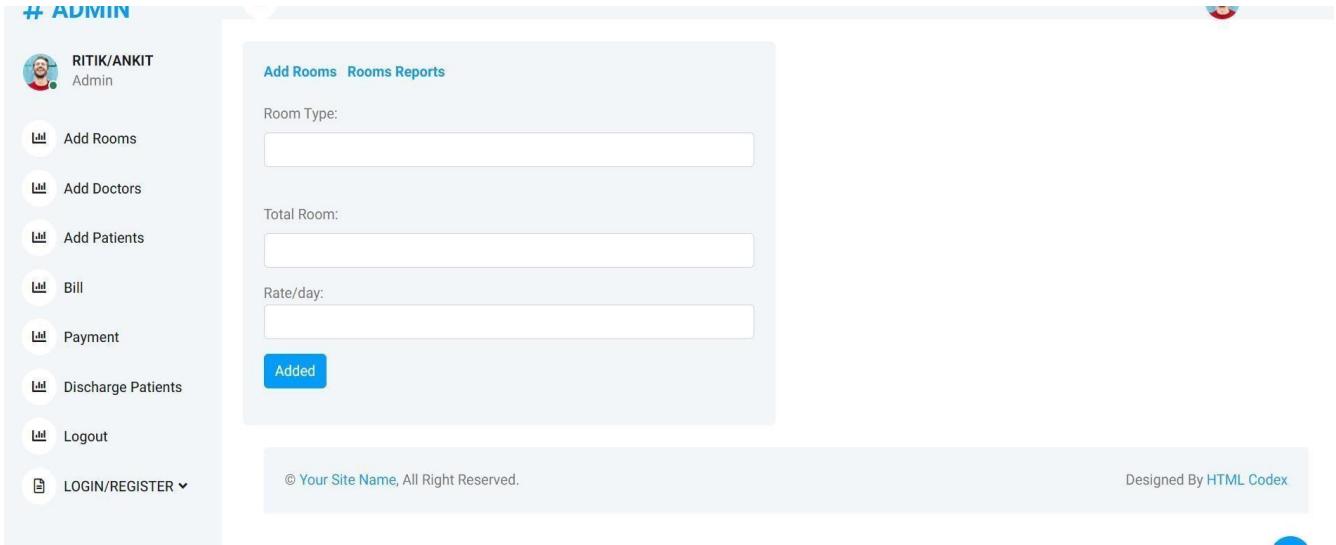 # ADMIN
RITIK/ANKIT
Admin
Add Rooms
Add Doctors
Add Patients
Bill
Payment
Discharge Patients
Logout
LOGIN/REGISTER
Add Rooms Rooms Reports
Room Type:
Total Room:
Rate/day:
Added
© Your Site Name, All Right Reserved.
Designed By HTML Codex